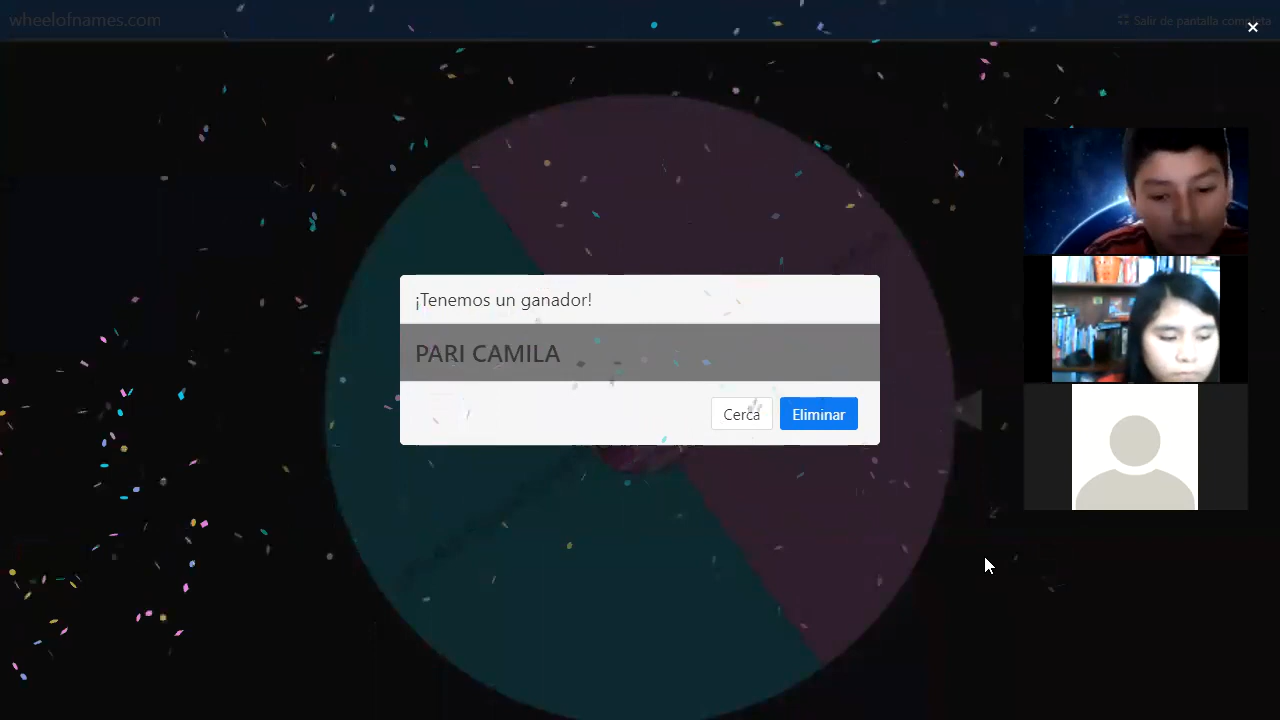 wheelofnames.com
Salir de pantalla completa
¡Tenemos un ganador!
PARI CAMILA
Cerca
Eliminar